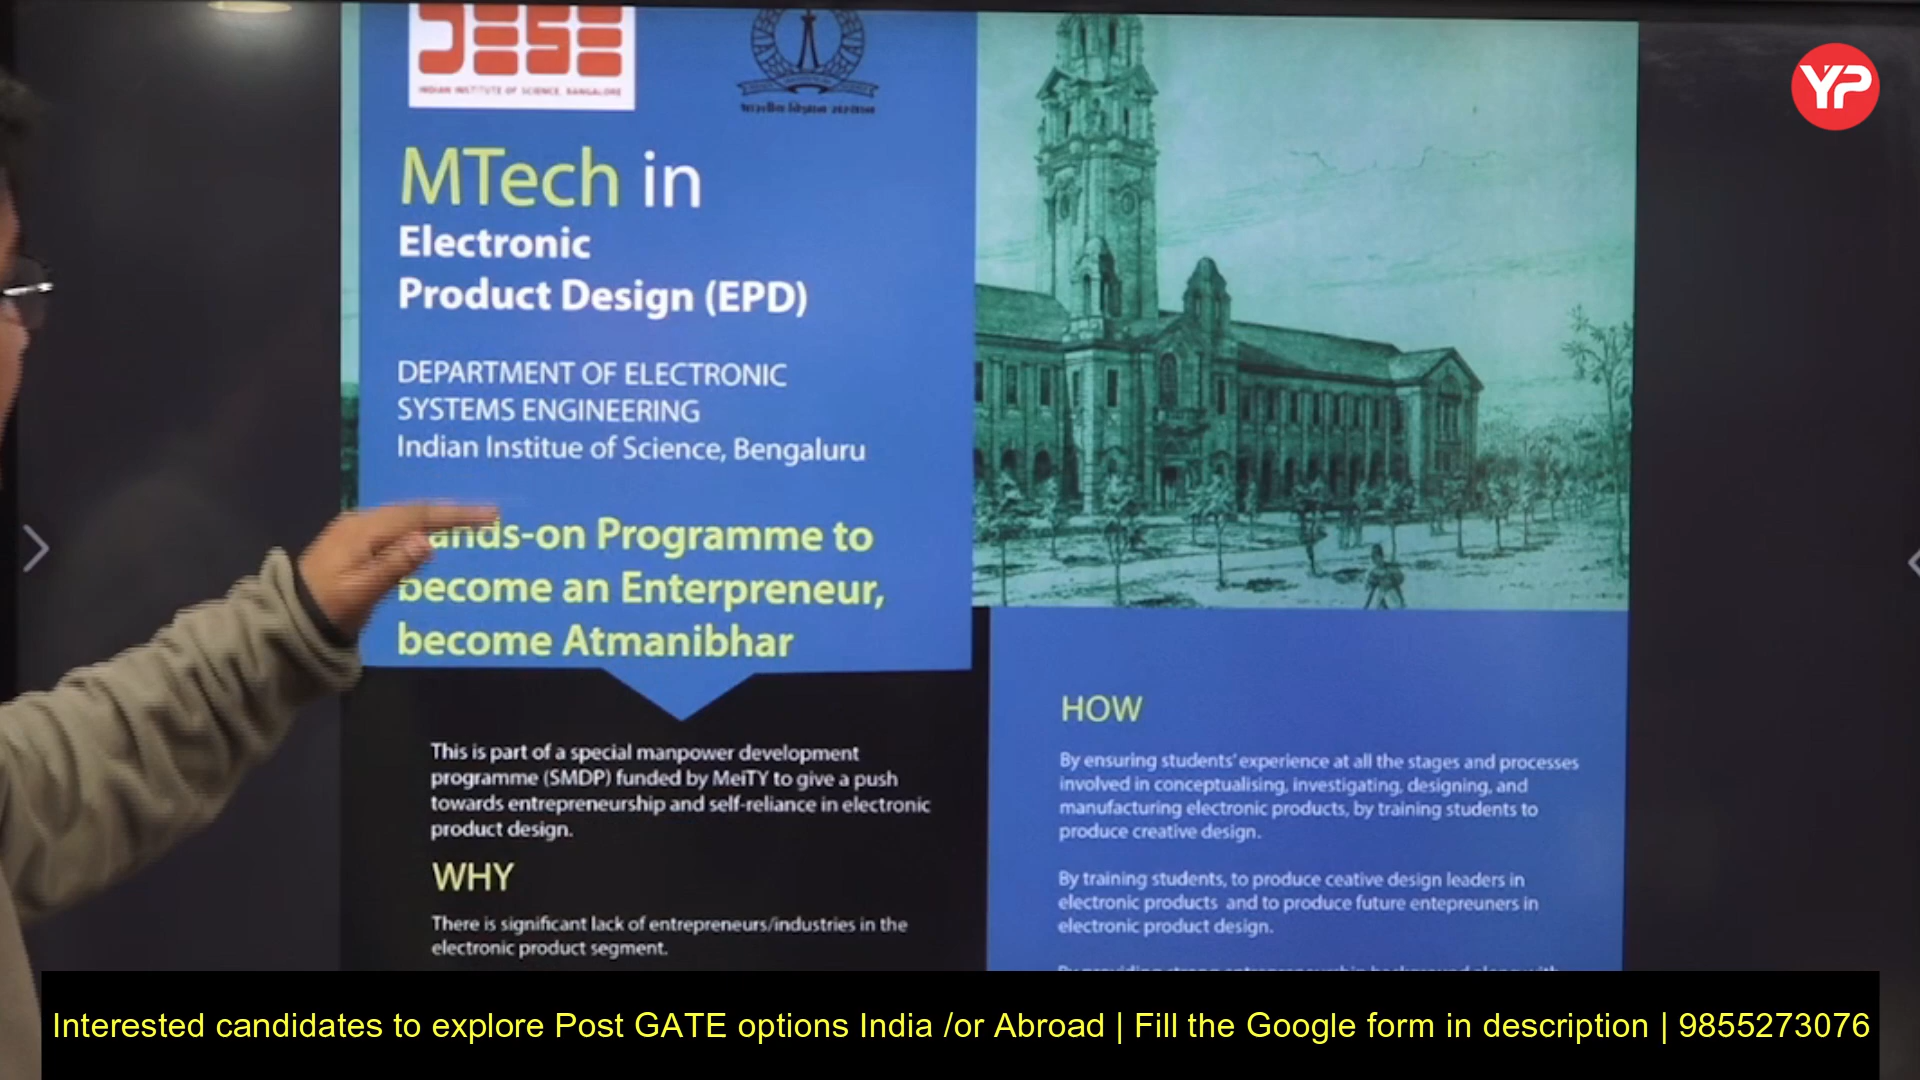 DESE
INDIAN INSTITUTE OF SCIENCE, BANGALORE
भारतीय विज्ञान संस्थान
YP
MTech in
Electronic
Product Design (EPD)
DEPARTMENT OF ELECTRONIC
SYSTEMS ENGINEERING
Indian Institue of Science, Bengaluru
ands-on Programme to
become an Enterpreneur,
become Atmanibhar
This is part of a special manpower development
programme (SMDP) funded by MeiTY to give a push
towards entrepreneurship and self-reliance in electronic
product design.
WHY
There is significant lack of entrepreneurs/industries in the
electronic product segment.
HOW
By ensuring students' experience at all the stages and processes
involved in conceptualising, investigating, designing, and
manufacturing electronic products, by training students to
produce creative design.
By training students, to produce ceative design leaders in
electronic products and to produce future entepreuners in
electronic product design.
Interested candidates to explore Post GATE options India /or Abroad | Fill the Google form in description | 9855273076